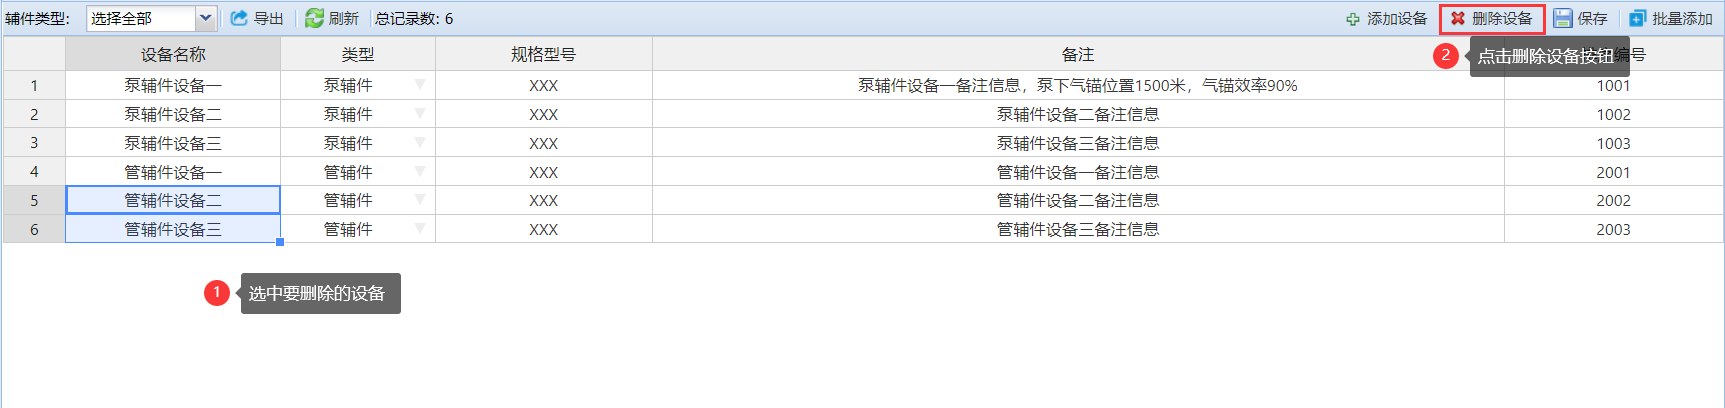 辅件类型: 选择全部 导出 刷新 总记录数: 6 添加设备 删除设备 保存 批量添加
设备名称 类型 规格型号 备注 编号
2 点击删除设备按钮
1 泵辅件设备一 泵辅件 XXX 泵辅件设备一备注信息，泵下气锚位置1500米，气锚效率90% 1001
2 泵辅件设备二 泵辅件 XXX 泵辅件设备二备注信息 1002
3 泵辅件设备三 泵辅件 XXX 泵辅件设备三备注信息 1003
4 管辅件设备一 管辅件 XXX 管辅件设备一备注信息 2001
5 管辅件设备二 管辅件 XXX 管辅件设备二备注信息 2002
6 管辅件设备三 管辅件 XXX 管辅件设备三备注信息 2003
1 选中要删除的设备